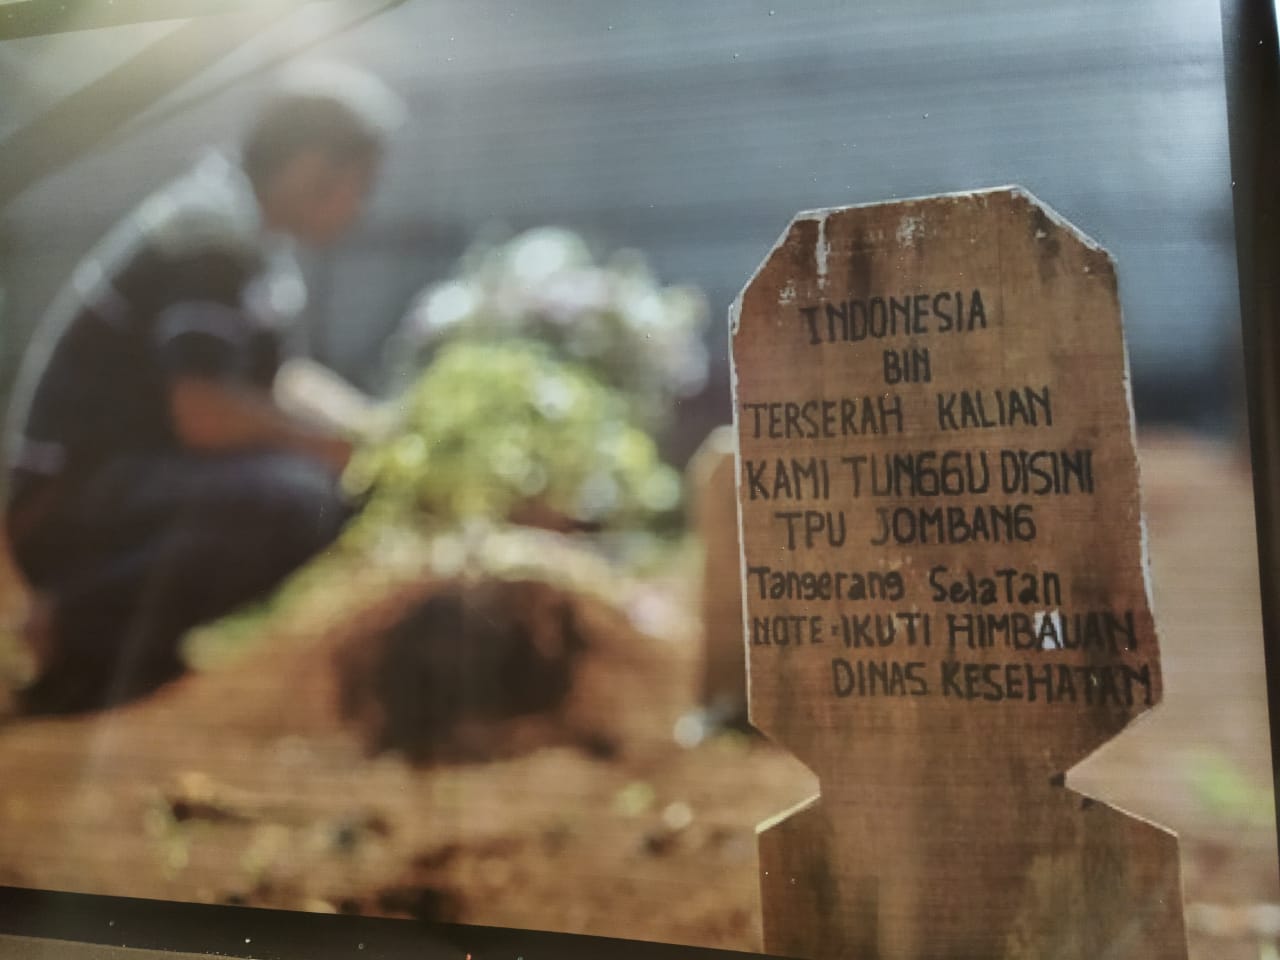 INDONESIA
BIN
TERSERAH KALIAN
KAMI TUNGGU DISINI
TPU JOMBANG
Tangerang SelaTan
NOTE: IKUTI HIMBAUAN
DINAS KESEHATAN